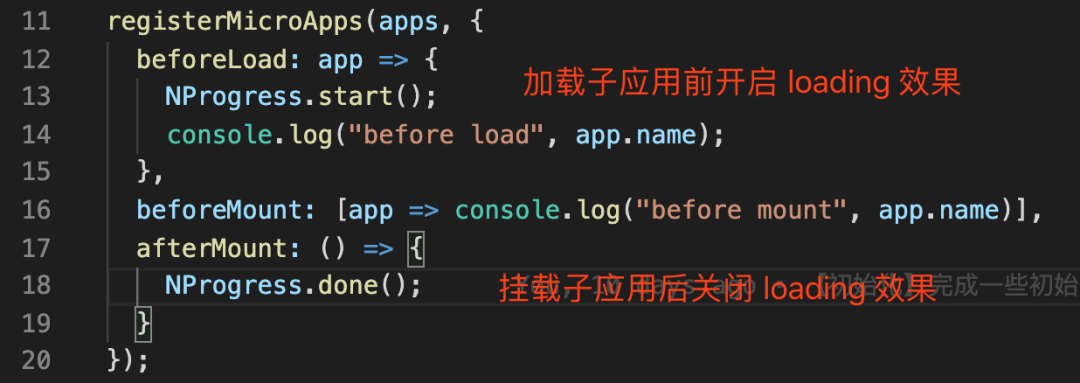 11 registerMicroApps(apps, {
12 beforeLoad: app => {
加载子应用前开启 loading 效果
13 NProgress.start();
14 console.log("before load", app.name);
15 },
16 beforeMount: [app => console.log("before mount", app.name)],
17 afterMount: () => {
18 NProgress.done();
挂载子应用后关闭 loading 效果
完成一些初始
19 }
20 });